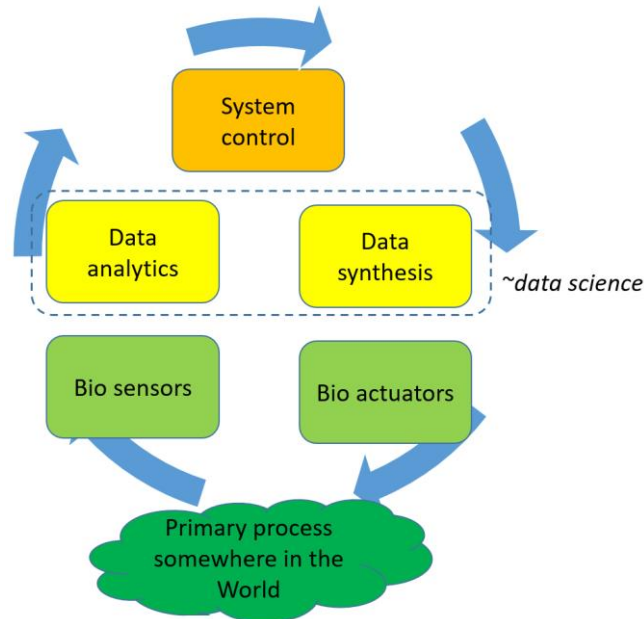 System
control
Data
analytics
Data
synthesis
~data science
Bio sensors
Bio actuators
Primary process
somewhere in the
World